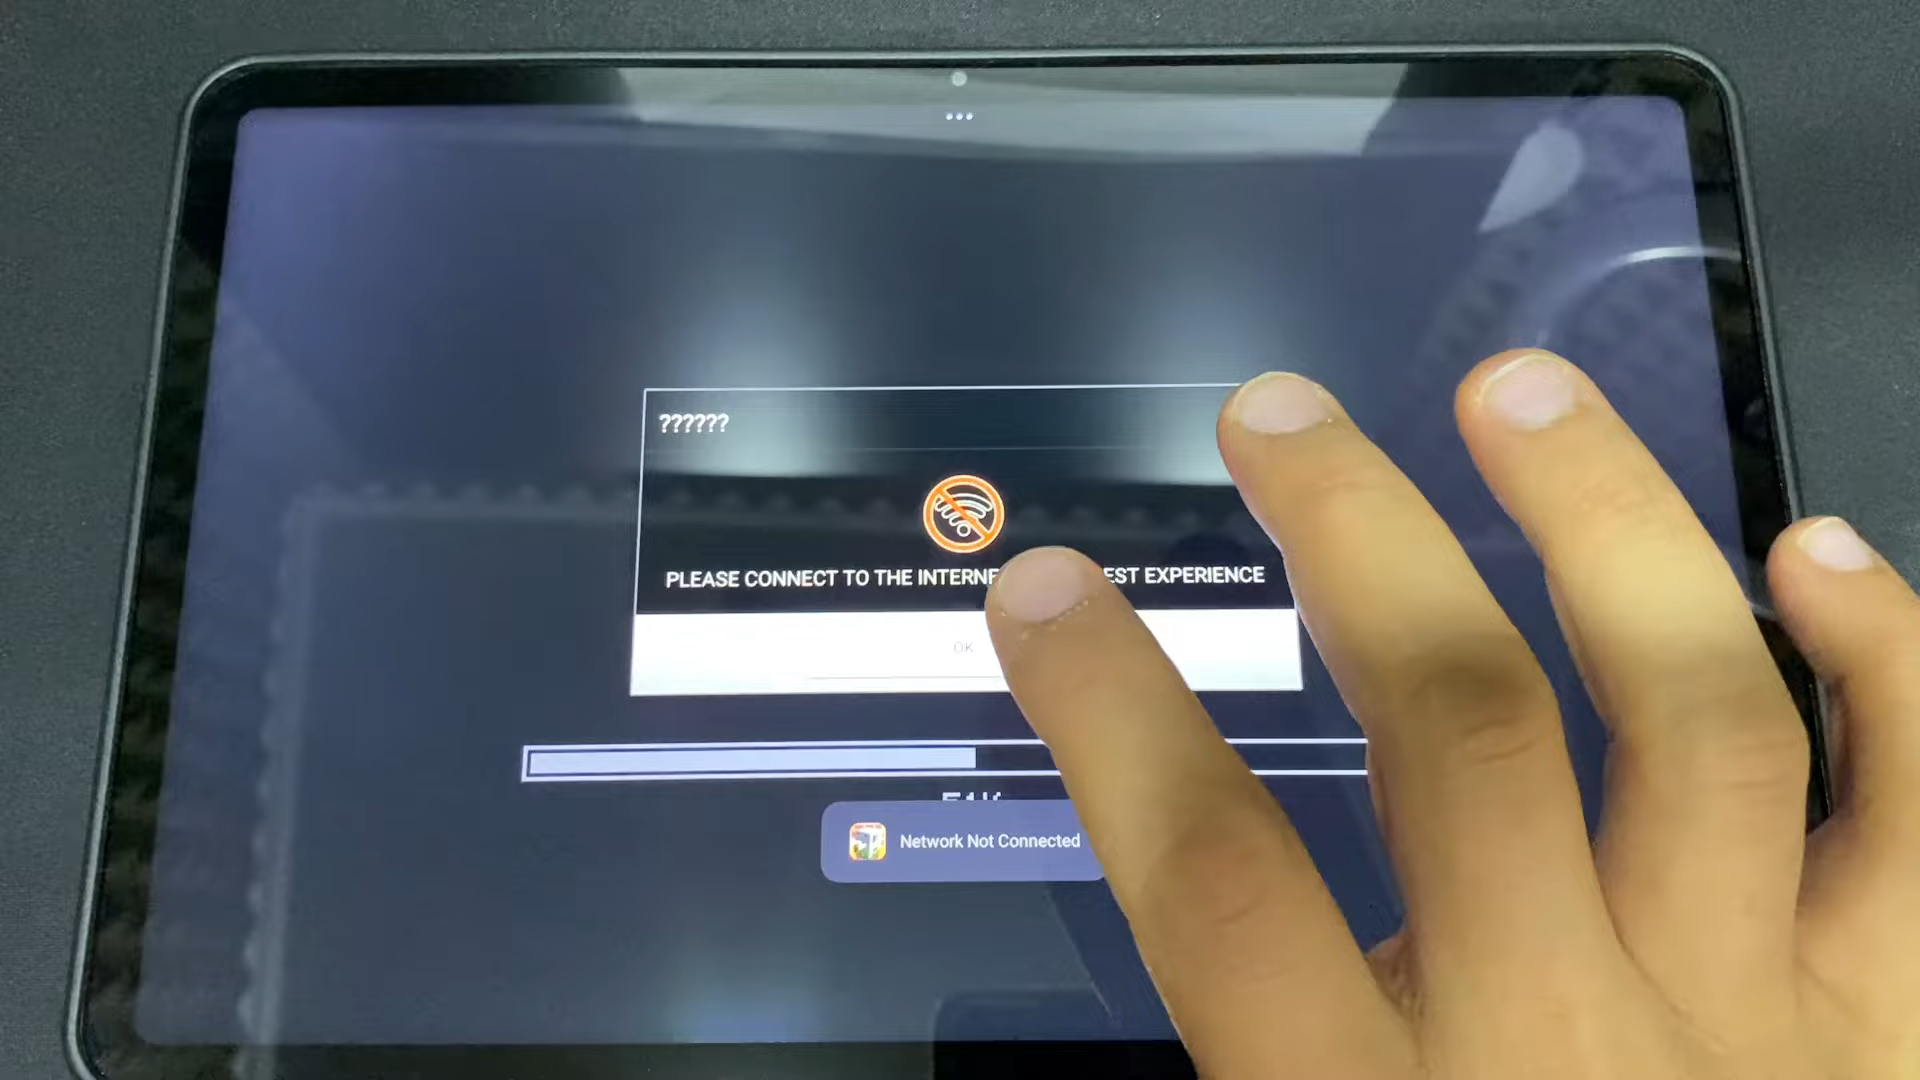 ??????
PLEASE CONNECT TO THE INTERNE EST EXPERIENCE
OK
Network Not Connected